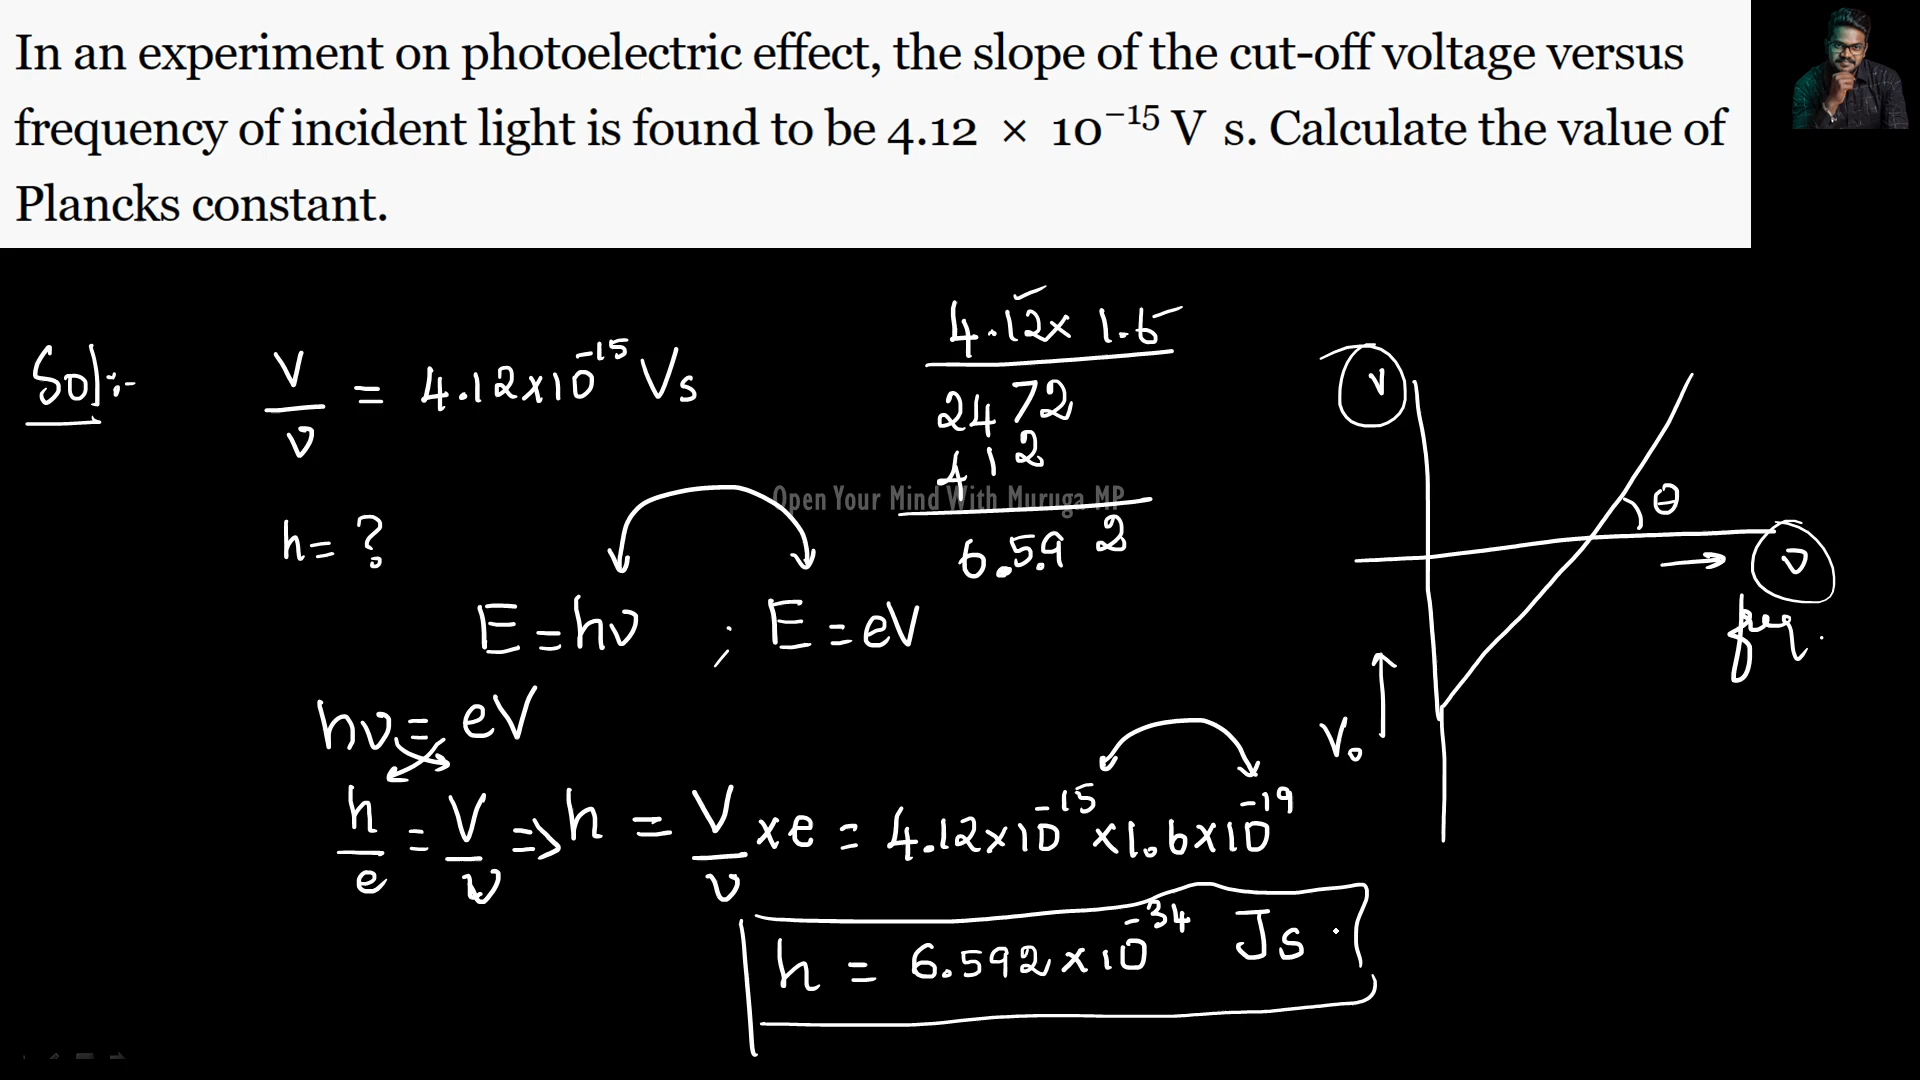 In an experiment on photoelectric effect, the slope of the cut-off voltage versus
frequency of incident light is found to be 4.12 × 10⁻¹⁵ V s. Calculate the value of
Plancks constant.
Sol:-
V/ν = 4.12×10⁻¹⁵ Vs
h = ?
E = hν ; E = eV
hν = eV
h/e = V/ν => h = V/ν × e = 4.12×10⁻¹⁵ × 1.6×10⁻¹⁹
h = 6.592×10⁻³⁴ Js.
4.12 × 1.6
2472
412
6.592
Open Your Mind With Muruga MP
V
θ
ν
freq.
V₀